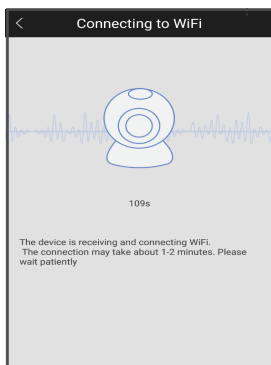 Connecting to WiFi
109s
The device is receiving and connecting WiFi.
The connection may take about 1-2 minutes. Please
wait patiently